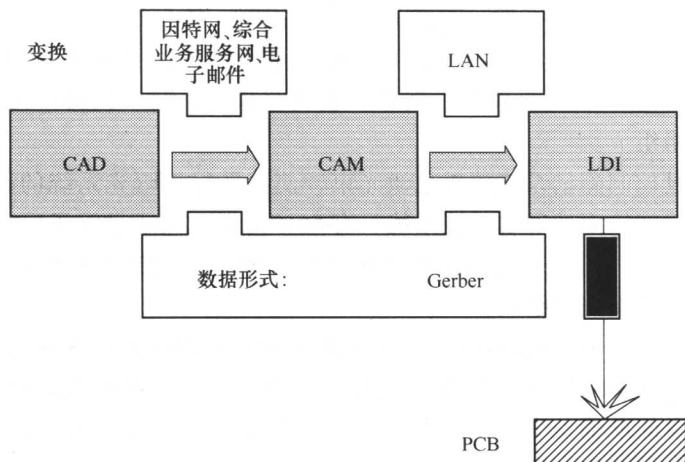 变换
因特网、综合
业务服务网、电
子邮件
LAN
CAD
CAM
LDI
数据形式: Gerber
PCB